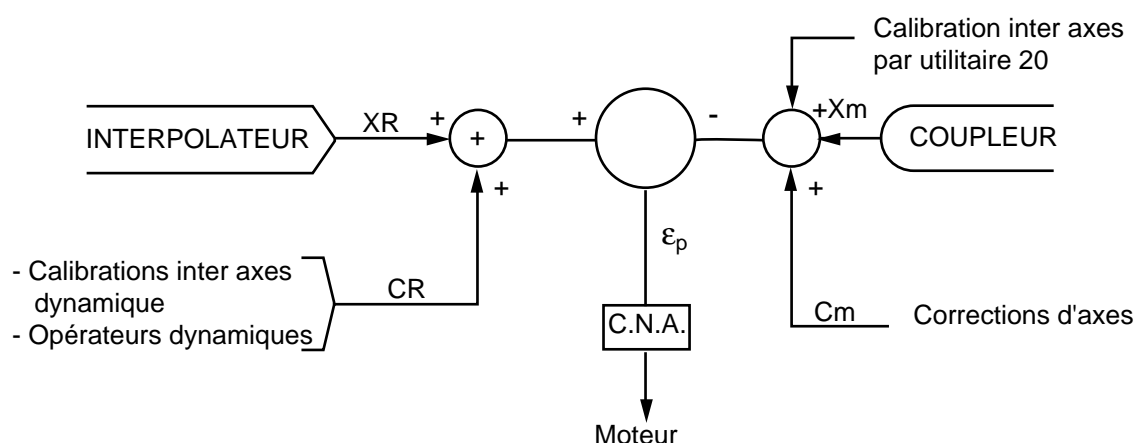 Calibration inter axes
par utilitaire 20
INTERPOLATEUR
XR
+
+
+
+
-
+Xm
COUPLEUR
+
+
εp
- Calibrations inter axes
dynamique
- Opérateurs dynamiques
CR
C.N.A.
Cm
Corrections d'axes
Moteur